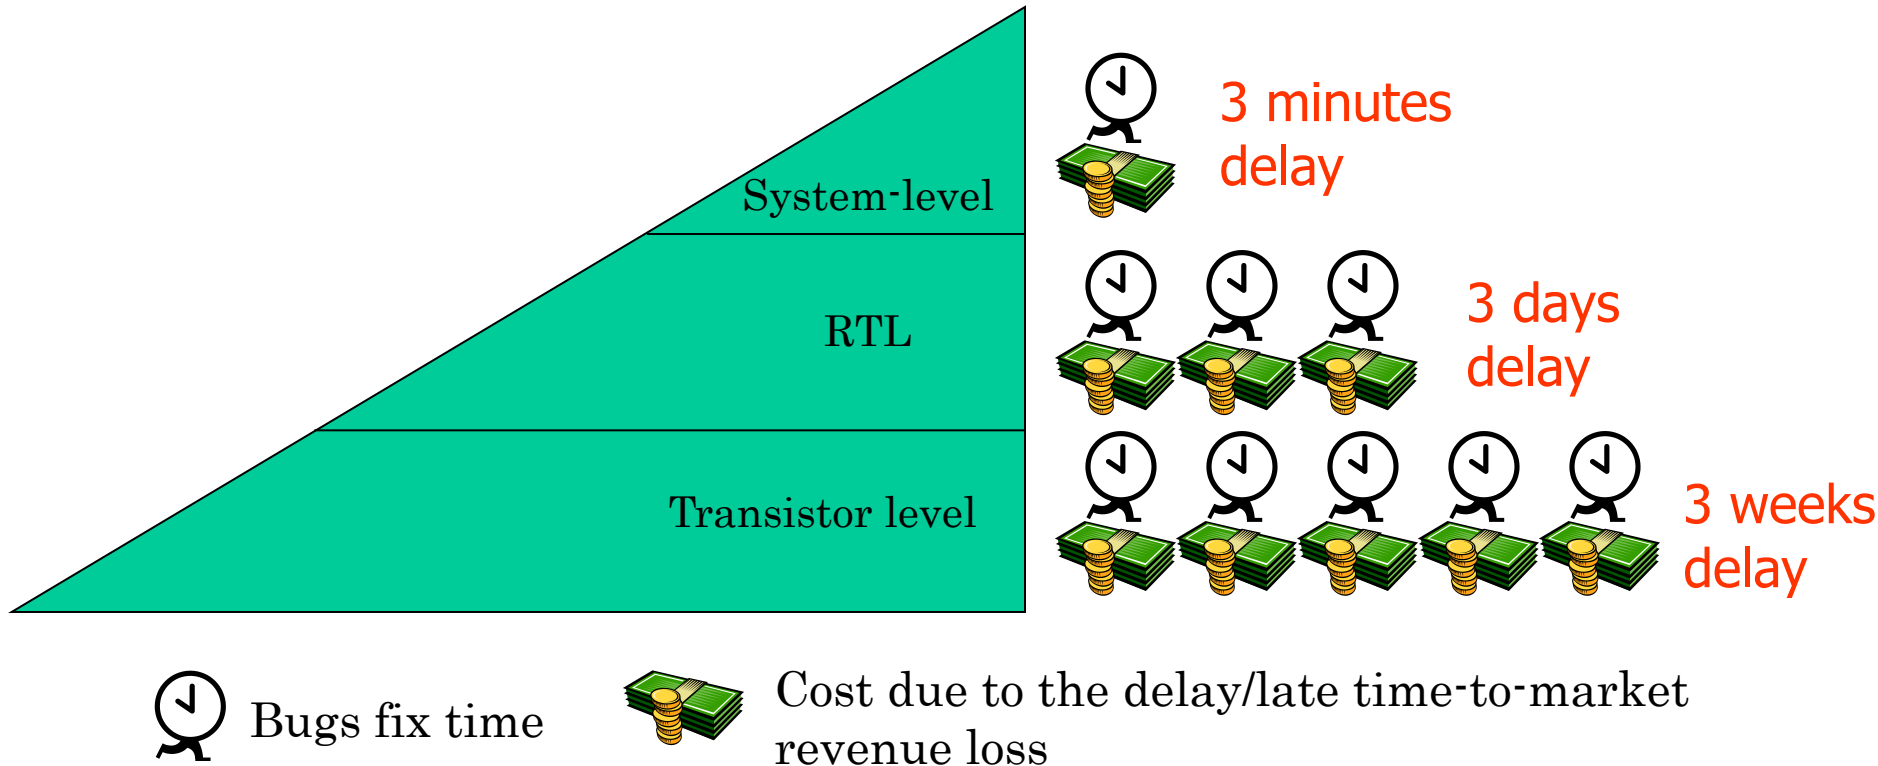 3 minutes
delay
System-level
3 days
delay
RTL
3 weeks
delay
Transistor level
Bugs fix time
Cost due to the delay/late time-to-market
revenue loss